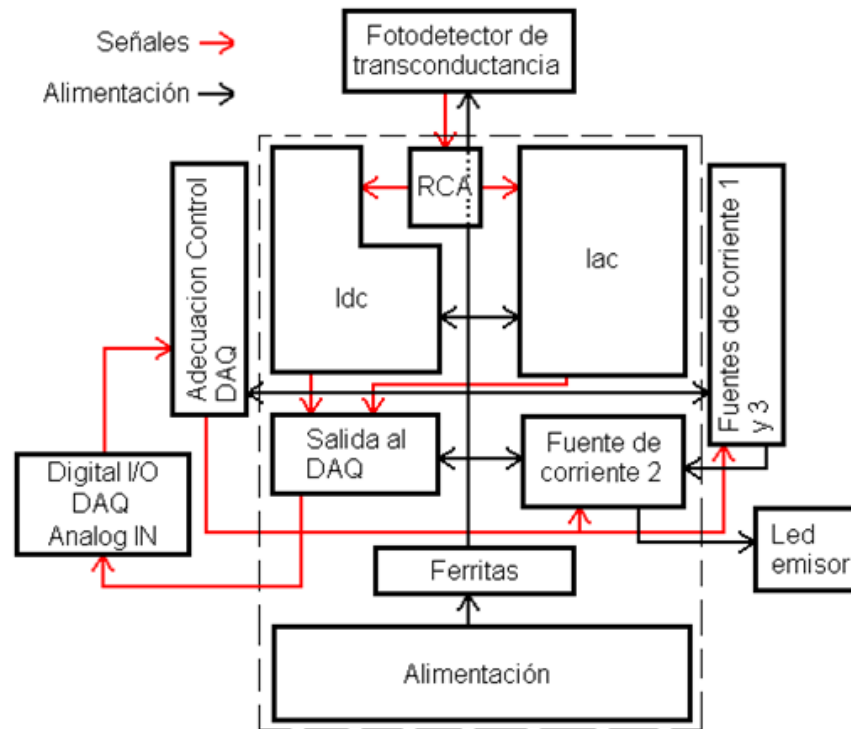 Señales
Alimentación
Fotodetector de
transconductancia
RCA
Idc
Iac
Adecuacion Control
DAQ
Fuentes de corriente 1
y 3
Salida al
DAQ
Fuente de
corriente 2
Digital I/O
DAQ
Analog IN
Led
emisor
Ferritas
Alimentación